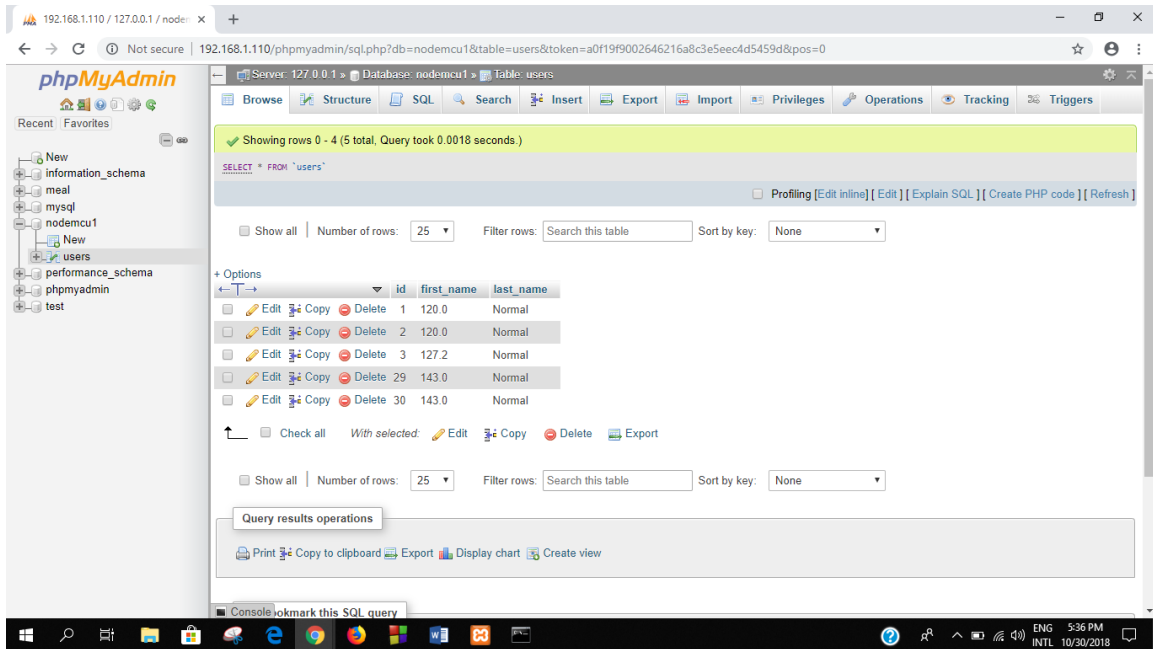 192.168.1.110 / 127.0.0.1 / noder
Not secure | 192.168.1.110/phpmyadmin/sql.php?db=nodemcu1&table=users&token=a0f19f9002646216a8c3e5eec4d5459d&pos=0
phpMyAdmin
Recent Favorites
New
information_schema
meal
mysql
nodemcu1
New
users
performance_schema
phpmyadmin
test
Server: 127.0.0.1 » Database: nodemcu1 » Table: users
Browse Structure SQL Search Insert Export Import Privileges Operations Tracking Triggers
Showing rows 0 - 4 (5 total, Query took 0.0018 seconds.)
SELECT * FROM `users`
Profiling [Edit inline] [ Edit ] [ Explain SQL ] [ Create PHP code ] [ Refresh ]
Show all | Number of rows: 25 Filter rows: Search this table Sort by key: None
+ Options
←T→ id first_name last_name
Edit Copy Delete 1 120.0 Normal
Edit Copy Delete 2 120.0 Normal
Edit Copy Delete 3 127.2 Normal
Edit Copy Delete 29 143.0 Normal
Edit Copy Delete 30 143.0 Normal
Check all With selected: Edit Copy Delete Export
Show all | Number of rows: 25 Filter rows: Search this table Sort by key: None
Query results operations
Print Copy to clipboard Export Display chart Create view
Console ookmark this SQL query
ENG 5:36 PM
INTL 10/30/2018